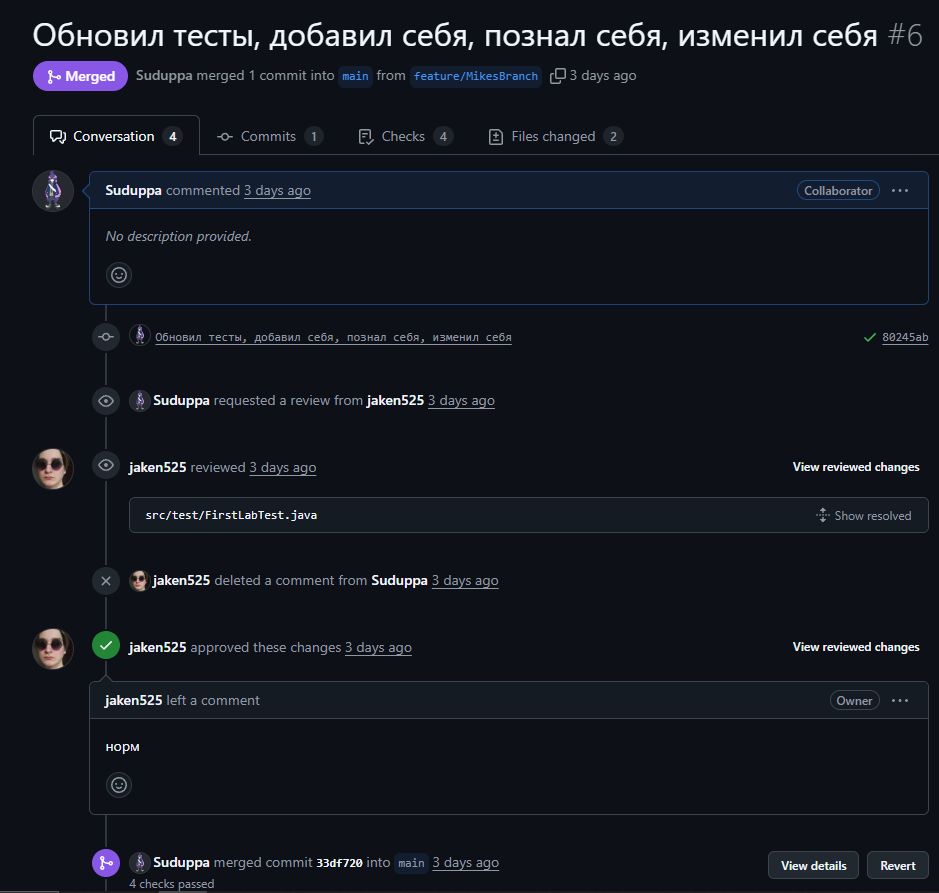 Обновил тесты, добавил себя, познал себя, изменил себя #6
Merged Suduppa merged 1 commit into main from feature/MikesBranch 3 days ago
Conversation 4 Commits 1 Checks 4 Files changed 2
Suduppa commented 3 days ago Collaborator
No description provided.
Обновил тесты, добавил себя, познал себя, изменил себя 80245ab
Suduppa requested a review from jaken525 3 days ago
jaken525 reviewed 3 days ago View reviewed changes
src/test/FirstLabTest.java Show resolved
jaken525 deleted a comment from Suduppa 3 days ago
jaken525 approved these changes 3 days ago View reviewed changes
jaken525 left a comment Owner
норм
Suduppa merged commit 33df720 into main 3 days ago View details Revert
4 checks passed